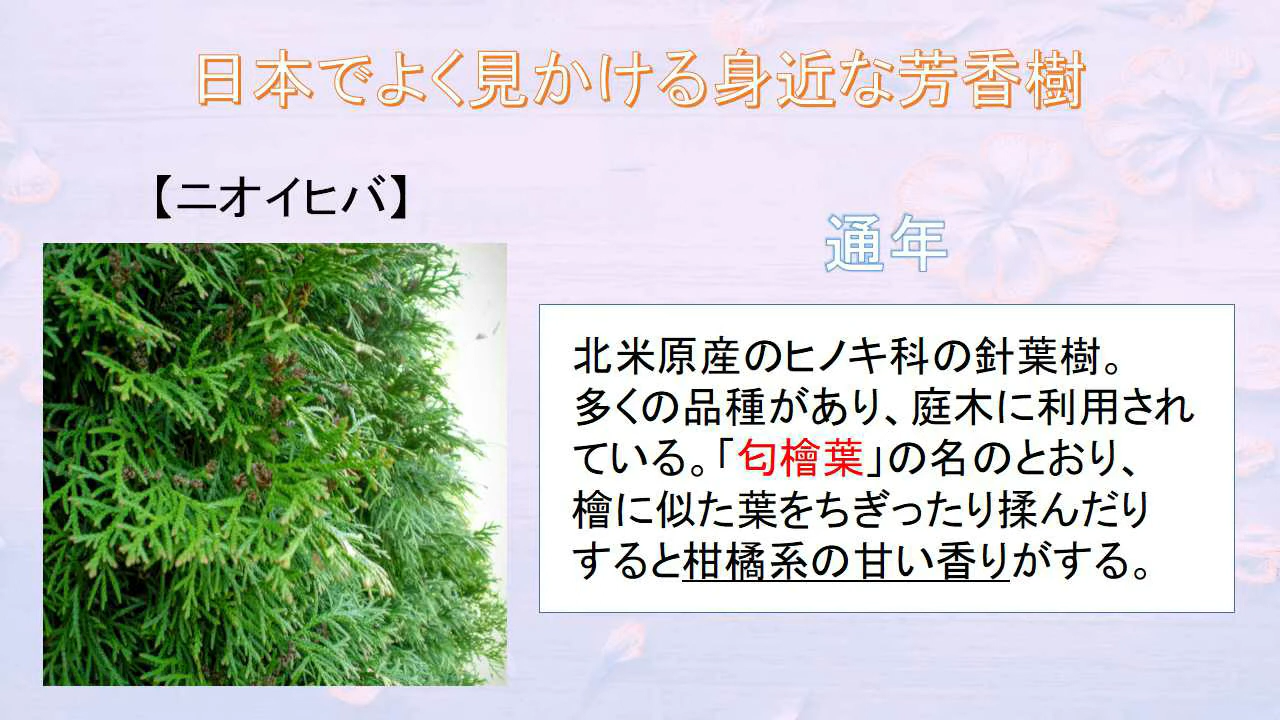 日本でよく見かける身近な芳香樹
【ニオイヒバ】
通年
北米原産のヒノキ科の針葉樹。
多くの品種があり、庭木に利用され
ている。「匂檜葉」の名のとおり、
檜に似た葉をちぎったり揉んだり
すると柑橘系の甘い香りがする。